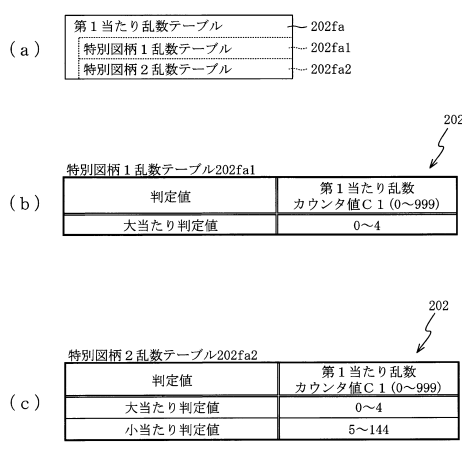 (a)
第１当たり乱数テーブル 202fa
特別図柄１乱数テーブル 202fa1
特別図柄２乱数テーブル 202fa2
202
特別図柄１乱数テーブル202fa1
(b)
判定値 第１当たり乱数
カウンタ値Ｃ１(0～999)
大当たり判定値 0～4
202
特別図柄２乱数テーブル202fa2
(c)
判定値 第１当たり乱数
カウンタ値Ｃ１(0～999)
大当たり判定値 0～4
小当たり判定値 5～144